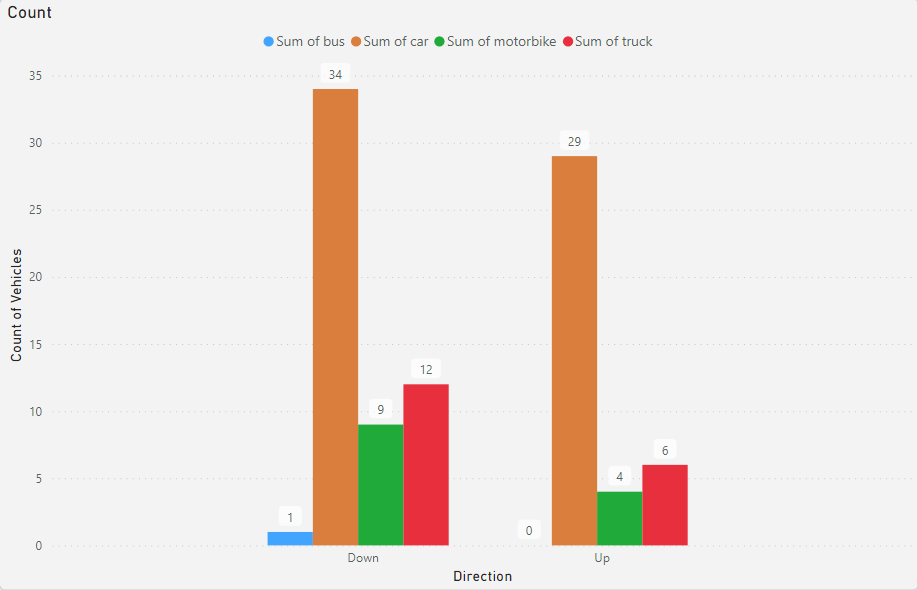 Count
Sum of bus Sum of car Sum of motorbike Sum of truck
Count of Vehicles
35
30
25
20
15
10
5
0
1
34
9
12
0
29
4
6
Down
Up
Direction